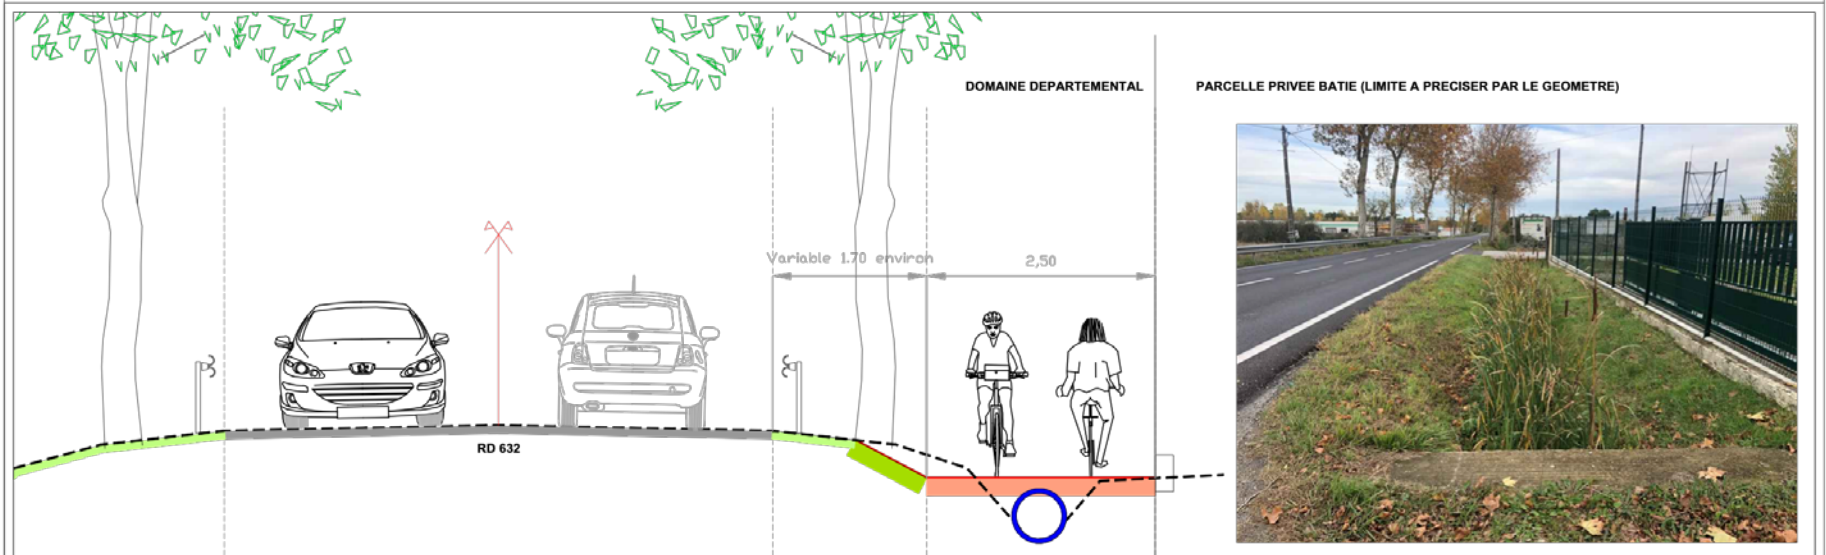 DOMAINE DEPARTEMENTAL
PARCELLE PRIVEE BATIE (LIMITE A PRECISER PAR LE GEOMETRE)
Variable 1.70 environ
2,50
RD 632